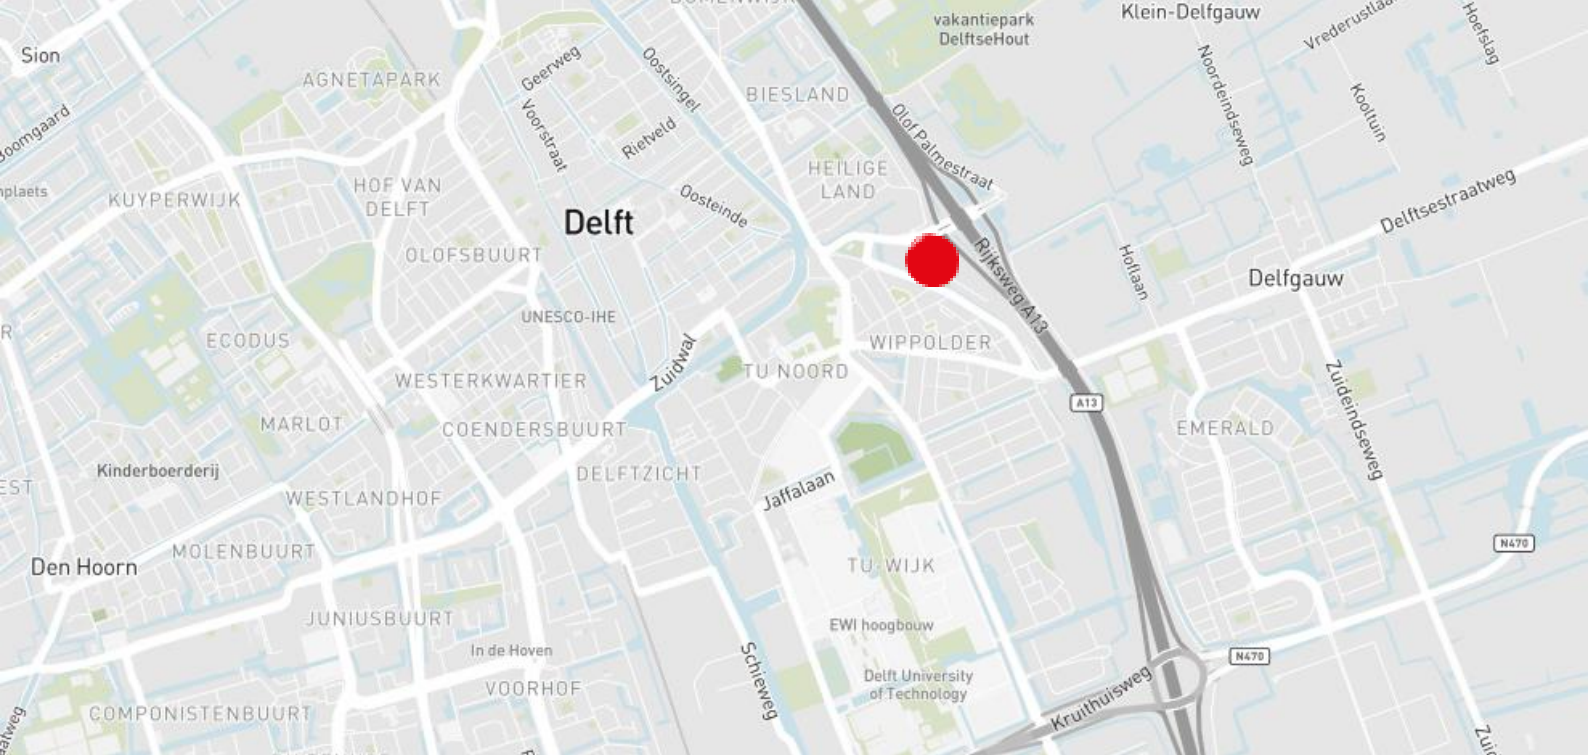 vakantiepark
DelftseHout
Klein-Delfgauw
Hoefslag
Sion
AGNETAPARK
Geerweg
Oostsingel
BIESLAND
Noordeindseweg
Kooltuin
Boomgaard
Voorstraat
Rietveld
Olof Palmestraat
HEILIGE
LAND
KUYPERWIJK
HOF VAN
DELFT
Oosteinde
Delftsestraatweg
Delft
OLOFSBUURT
Rijksweg A13
Hoflaan
Delfgauw
UNESCO-IHE
ECODUS
WIPPOLDER
Zuidwal
TU NOORD
WESTERKWARTIER
A13
MARLOT
COENDERSBUURT
EMERALD
Zuideindseweg
Kinderboerderij
DELFTZICHT
Jaffalaan
WESTLANDHOF
MOLENBUURT
N470
Den Hoorn
TU-WIJK
JUNIUSBUURT
EWI hoogbouw
In de Hoven
N470
Schieweg
Delft University
of Technology
VOORHOF
Kruithuisweg
COMPONISTENBUURT